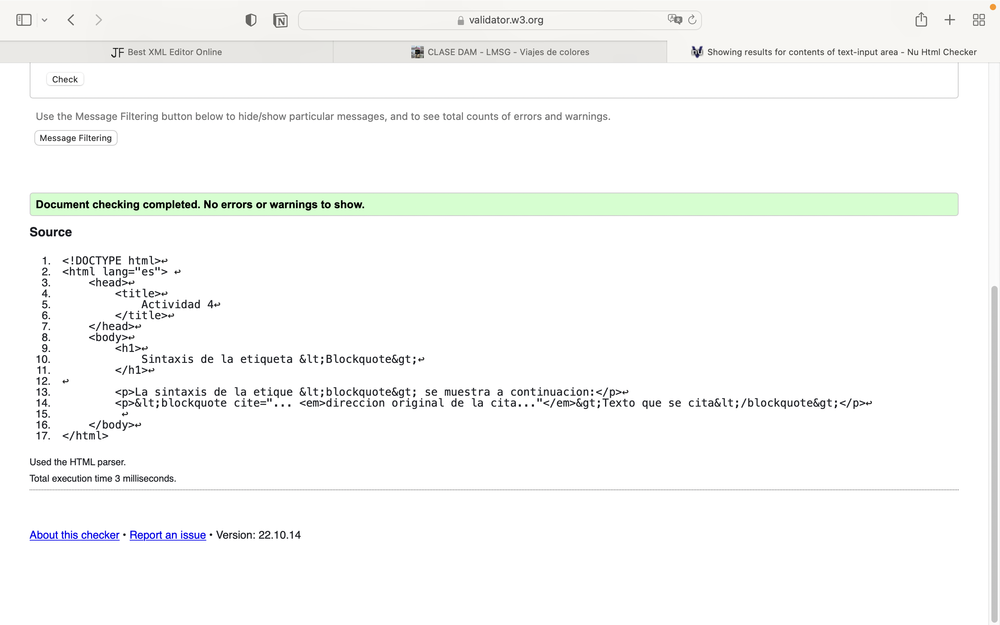 validator.w3.org
JF Best XML Editor Online
CLASE DAM - LMSG - Viajes de colores
nu Showing results for contents of text-input area - Nu Html Checker
Check
Use the Message Filtering button below to hide/show particular messages, and to see total counts of errors and warnings.
Message Filtering
Document checking completed. No errors or warnings to show.
Source
1. <!DOCTYPE html>↩
2. <html lang="es"> ↩
3.     <head>↩
4.         <title>↩
5.             Actividad 4↩
6.         </title>↩
7.     </head>↩
8.     <body>↩
9.         <h1>↩
10.             Sintaxis de la etiqueta &lt;Blockquote&gt;↩
11.         </h1>↩
12. ↩
13.         <p>La sintaxis de la etique &lt;blockquote&gt; se muestra a continuacion:</p>↩
14.         <p>&lt;blockquote cite="... <em>direccion original de la cita..."</em>&gt;Texto que se cita&lt;/blockquote&gt;</p>↩
15.          ↩
16.     </body>↩
17. </html>
Used the HTML parser.
Total execution time 3 milliseconds.
About this checker • Report an issue • Version: 22.10.14